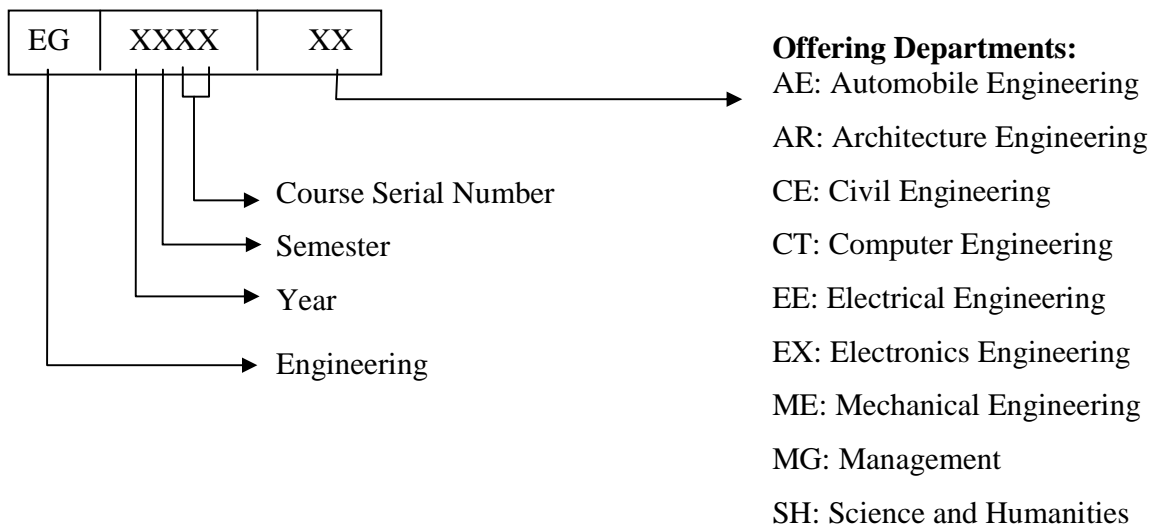 EG XXXX XX
Course Serial Number
Semester
Year
Engineering
Offering Departments:
AE: Automobile Engineering
AR: Architecture Engineering
CE: Civil Engineering
CT: Computer Engineering
EE: Electrical Engineering
EX: Electronics Engineering
ME: Mechanical Engineering
MG: Management
SH: Science and Humanities